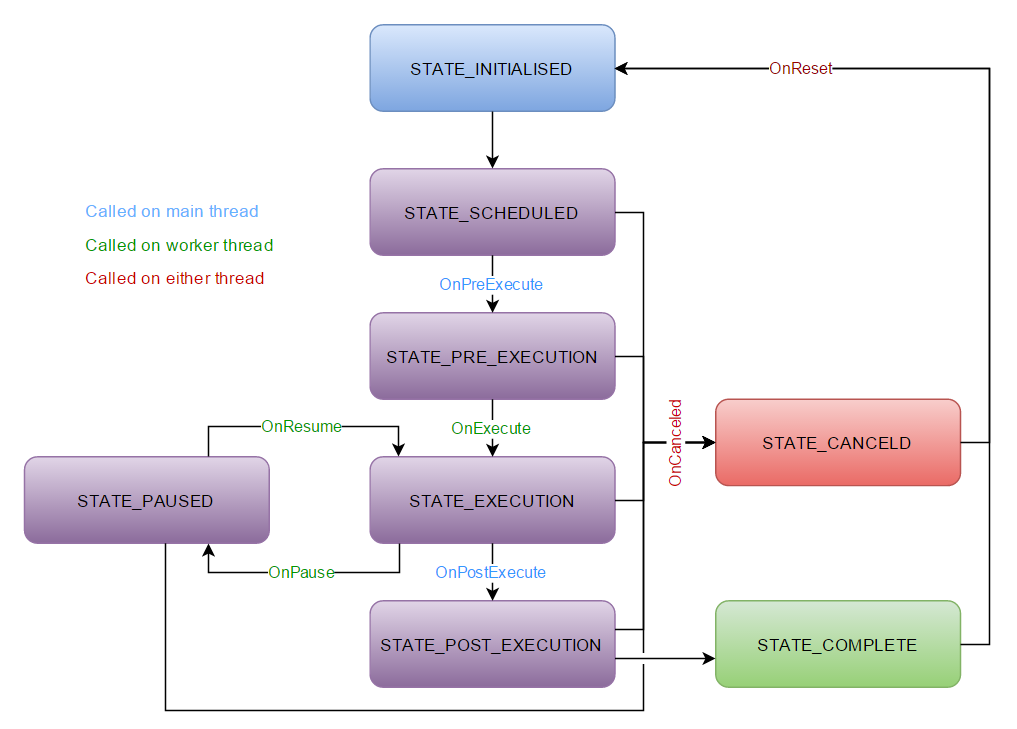 STATE_INITIALISED
OnReset
STATE_SCHEDULED
Called on main thread
Called on worker thread
Called on either thread
OnPreExecute
STATE_PRE_EXECUTION
OnResume
OnExecute
OnCanceled
STATE_CANCELD
STATE_PAUSED
STATE_EXECUTION
OnPause
OnPostExecute
STATE_POST_EXECUTION
STATE_COMPLETE